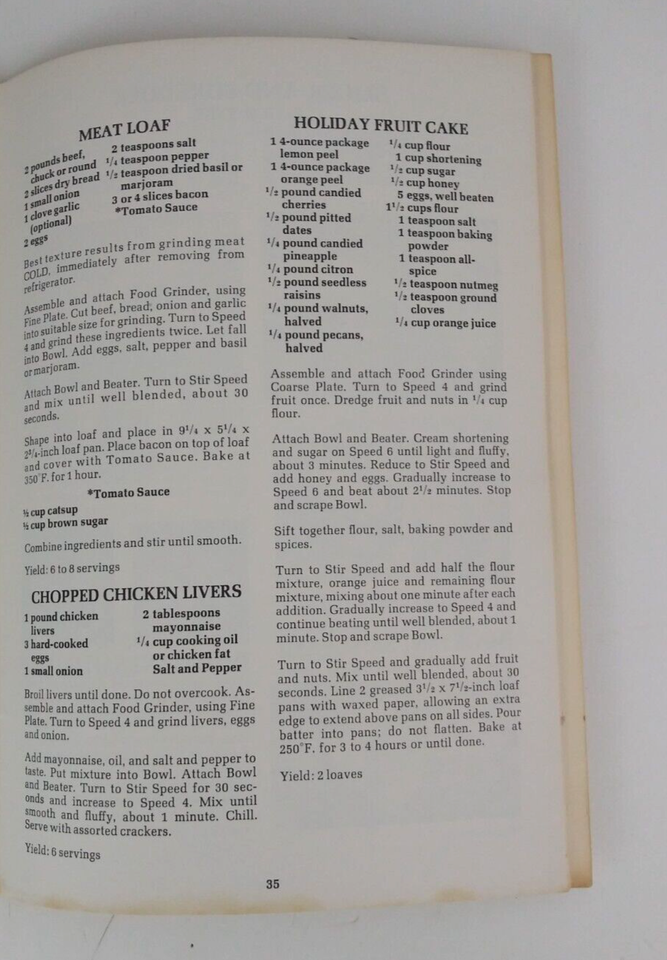 MEAT LOAF
2 pounds beef,
chuck or round
2 slices dry bread
1 small onion
1 clove garlic
(optional)
2 eggs
2 teaspoons salt
1/4 teaspoon pepper
1/2 teaspoon dried basil or
marjoram
3 or 4 slices bacon
*Tomato Sauce
Best texture results from grinding meat
COLD, immediately after removing from
refrigerator.
Assemble and attach Food Grinder, using
Fine Plate. Cut beef, bread, onion and garlic
into suitable size for grinding. Turn to Speed
4 and grind these ingredients twice. Let fall
into Bowl. Add eggs, salt, pepper and basil
or marjoram.
Attach Bowl and Beater. Turn to Stir Speed
and mix until well blended, about 30
seconds.
Shape into loaf and place in 9 1/4 x 5 1/4 x
2 3/4-inch loaf pan. Place bacon on top of loaf
and cover with Tomato Sauce. Bake at
350°F. for 1 hour.
*Tomato Sauce
1/2 cup catsup
1/2 cup brown sugar
Combine ingredients and stir until smooth.
Yield: 6 to 8 servings
CHOPPED CHICKEN LIVERS
1 pound chicken
livers
3 hard-cooked
eggs
1 small onion
2 tablespoons
mayonnaise
1/4 cup cooking oil
or chicken fat
Salt and Pepper
Broil livers until done. Do not overcook. As-
semble and attach Food Grinder, using Fine
Plate. Turn to Speed 4 and grind livers, eggs
and onion.
Add mayonnaise, oil, and salt and pepper to
taste. Put mixture into Bowl. Attach Bowl
and Beater. Turn to Stir Speed for 30 sec-
onds and increase to Speed 4. Mix until
smooth and fluffy, about 1 minute. Chill.
Serve with assorted crackers.
Yield: 6 servings
HOLIDAY FRUIT CAKE
1 4-ounce package
lemon peel
1 4-ounce package
orange peel
1/2 pound candied
cherries
1/2 pound pitted
dates
1/4 pound candied
pineapple
1/4 pound citron
1/2 pound seedless
raisins
1/4 pound walnuts,
halved
1/4 pound pecans,
halved
1/4 cup flour
1 cup shortening
1/2 cup sugar
1/2 cup honey
5 eggs, well beaten
1 1/2 cups flour
1 teaspoon salt
1 teaspoon baking
powder
1 teaspoon all-
spice
1/2 teaspoon nutmeg
1/2 teaspoon ground
cloves
1/4 cup orange juice
Assemble and attach Food Grinder using
Coarse Plate. Turn to Speed 4 and grind
fruit once. Dredge fruit and nuts in 1/4 cup
flour.
Attach Bowl and Beater. Cream shortening
and sugar on Speed 6 until light and fluffy,
about 3 minutes. Reduce to Stir Speed and
add honey and eggs. Gradually increase to
Speed 6 and beat about 2 1/2 minutes. Stop
and scrape Bowl.
Sift together flour, salt, baking powder and
spices.
Turn to Stir Speed and add half the flour
mixture, orange juice and remaining flour
mixture, mixing about one minute after each
addition. Gradually increase to Speed 4 and
continue beating until well blended, about 1
minute. Stop and scrape Bowl.
Turn to Stir Speed and gradually add fruit
and nuts. Mix until well blended, about 30
seconds. Line 2 greased 3 1/2 x 7 1/2-inch loaf
pans with waxed paper, allowing an extra
edge to extend above pans on all sides. Pour
batter into pans; do not flatten. Bake at
250°F. for 3 to 4 hours or until done.
Yield: 2 loaves
35